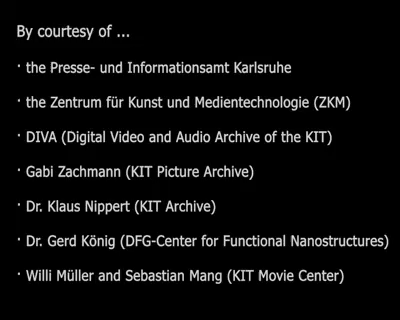 By courtesy of ...
· the Presse- und Informationsamt Karlsruhe
· the Zentrum für Kunst und Medientechnologie (ZKM)
· DIVA (Digital Video and Audio Archive of the KIT)
· Gabi Zachmann (KIT Picture Archive)
· Dr. Klaus Nippert (KIT Archive)
· Dr. Gerd König (DFG-Center for Functional Nanostructures)
· Willi Müller and Sebastian Mang (KIT Movie Center)